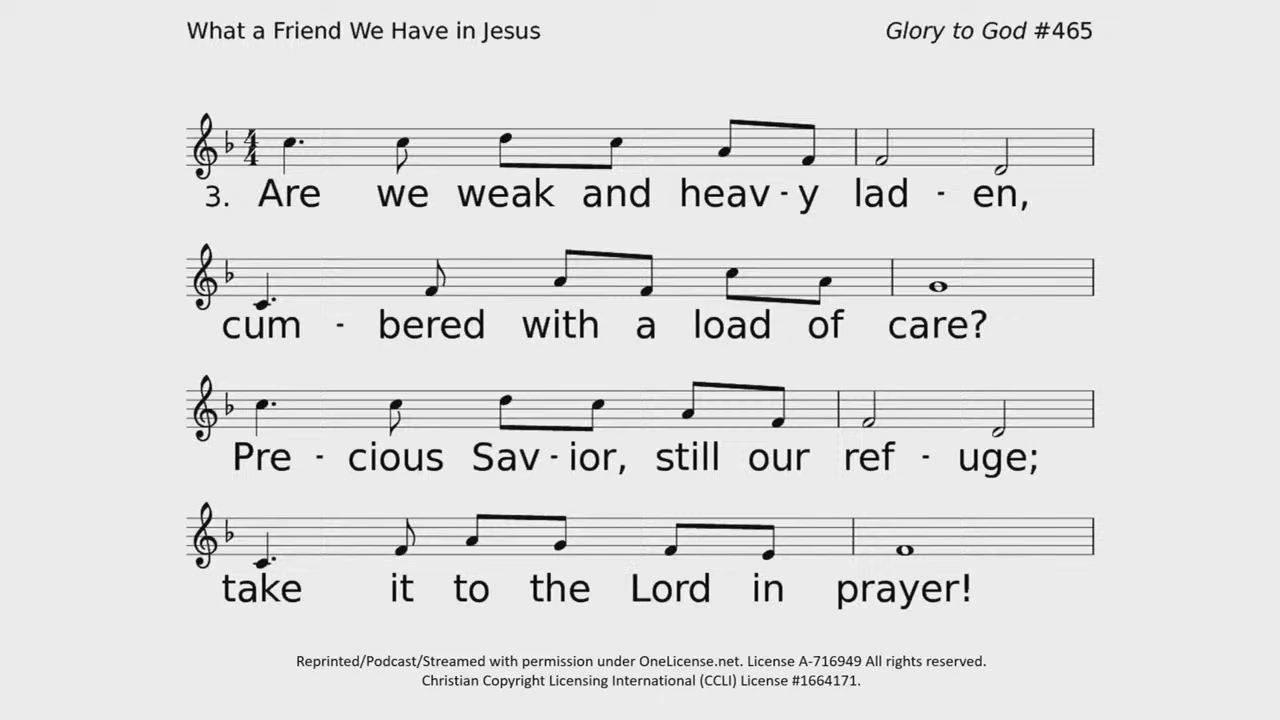 What a Friend We Have in Jesus
Glory to God #465
4
4
3. Are we weak and heav - y lad - en,
cum - bered with a load of care?
Pre - cious Sav - ior, still our ref - uge;
take it to the Lord in prayer!
Reprinted/Podcast/Streamed with permission under OneLicense.net. License A-716949 All rights reserved.
Christian Copyright Licensing International (CCLI) License #1664171.